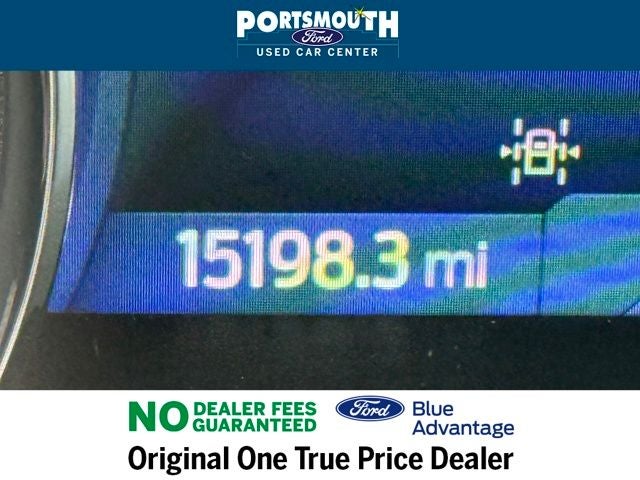 PORTSMOUTH
Ford
USED CAR CENTER
15198.3 mi
NO DEALER FEES
GUARANTEED
Ford Blue
Advantage
Original One True Price Dealer